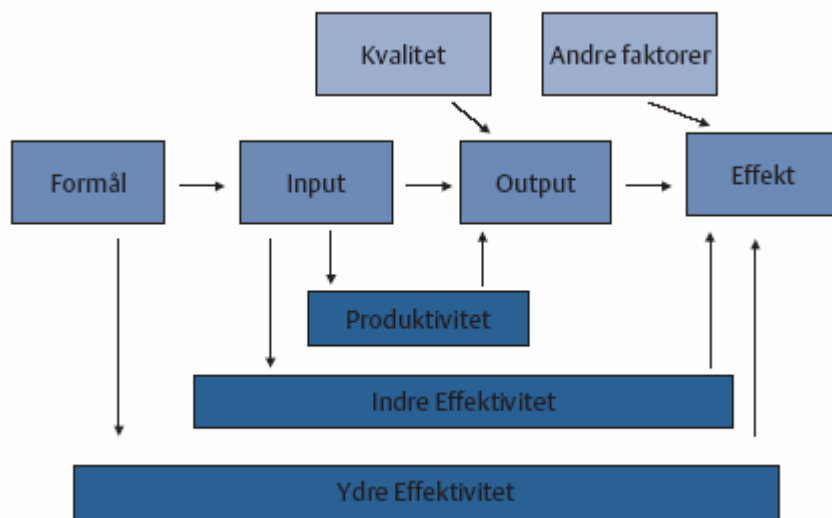 Kvalitet
Andre faktorer
Formål
Input
Output
Effekt
Produktivitet
Indre Effektivitet
Ydre Effektivitet